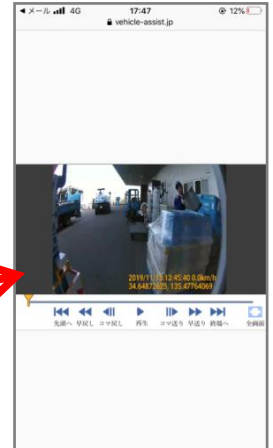 ◀メール 4G 17:47 12%
vehicle-assist.jp
2019/11/18 13:45:40 0.0km/h
34.64872625, 135.47764069
先頭へ 早戻し コマ戻し 再生 コマ送り 早送り 終端へ 全画面